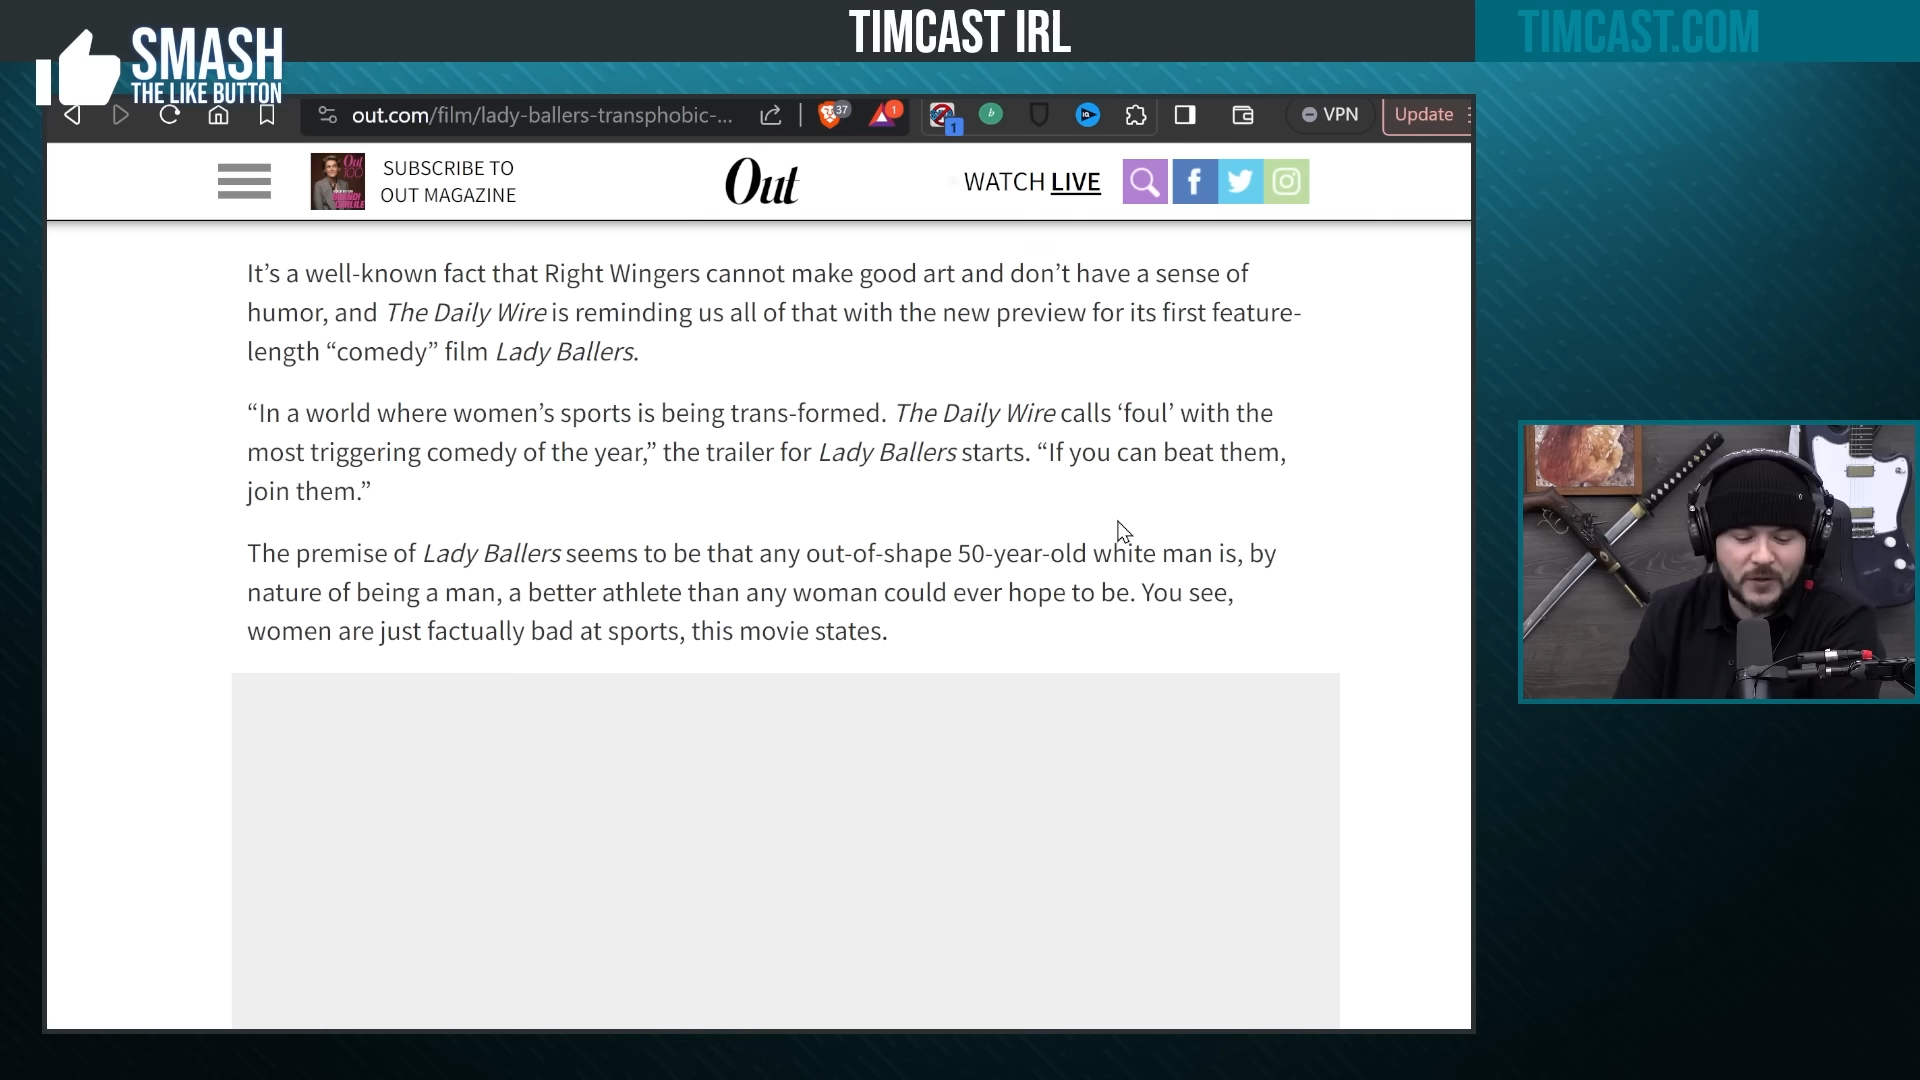 TIMCAST IRL
TIMCAST.COM
SMASH
THE LIKE BUTTON
out.com/film/lady-ballers-transphobic-...
37
1
1
b
VPN
Update
SUBSCRIBE TO
OUT MAGAZINE
Out
WATCH LIVE
It’s a well-known fact that Right Wingers cannot make good art and don’t have a sense of
humor, and The Daily Wire is reminding us all of that with the new preview for its first feature-
length “comedy” film Lady Ballers.
“In a world where women’s sports is being trans-formed. The Daily Wire calls ‘foul’ with the
most triggering comedy of the year,” the trailer for Lady Ballers starts. “If you can beat them,
join them.”
The premise of Lady Ballers seems to be that any out-of-shape 50-year-old white man is, by
nature of being a man, a better athlete than any woman could ever hope to be. You see,
women are just factually bad at sports, this movie states.